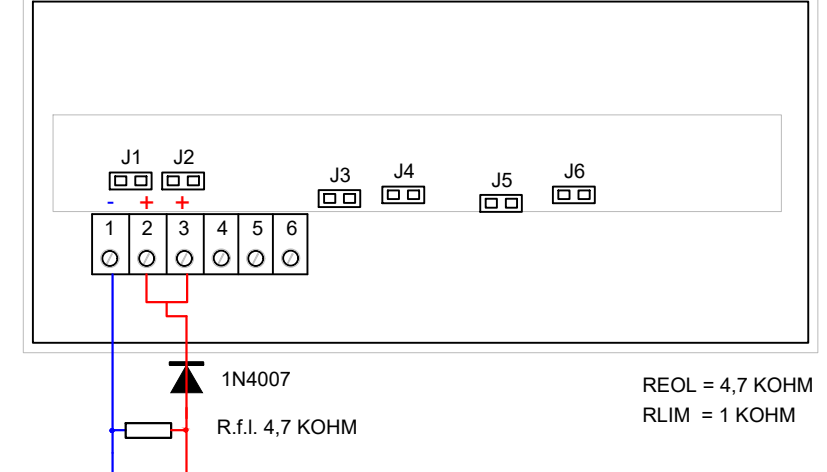 J1 J2 J3 J4 J5 J6
- + +
1 2 3 4 5 6
1N4007
REOL = 4,7 KOHM
RLIM = 1 KOHM
R.f.l. 4,7 KOHM